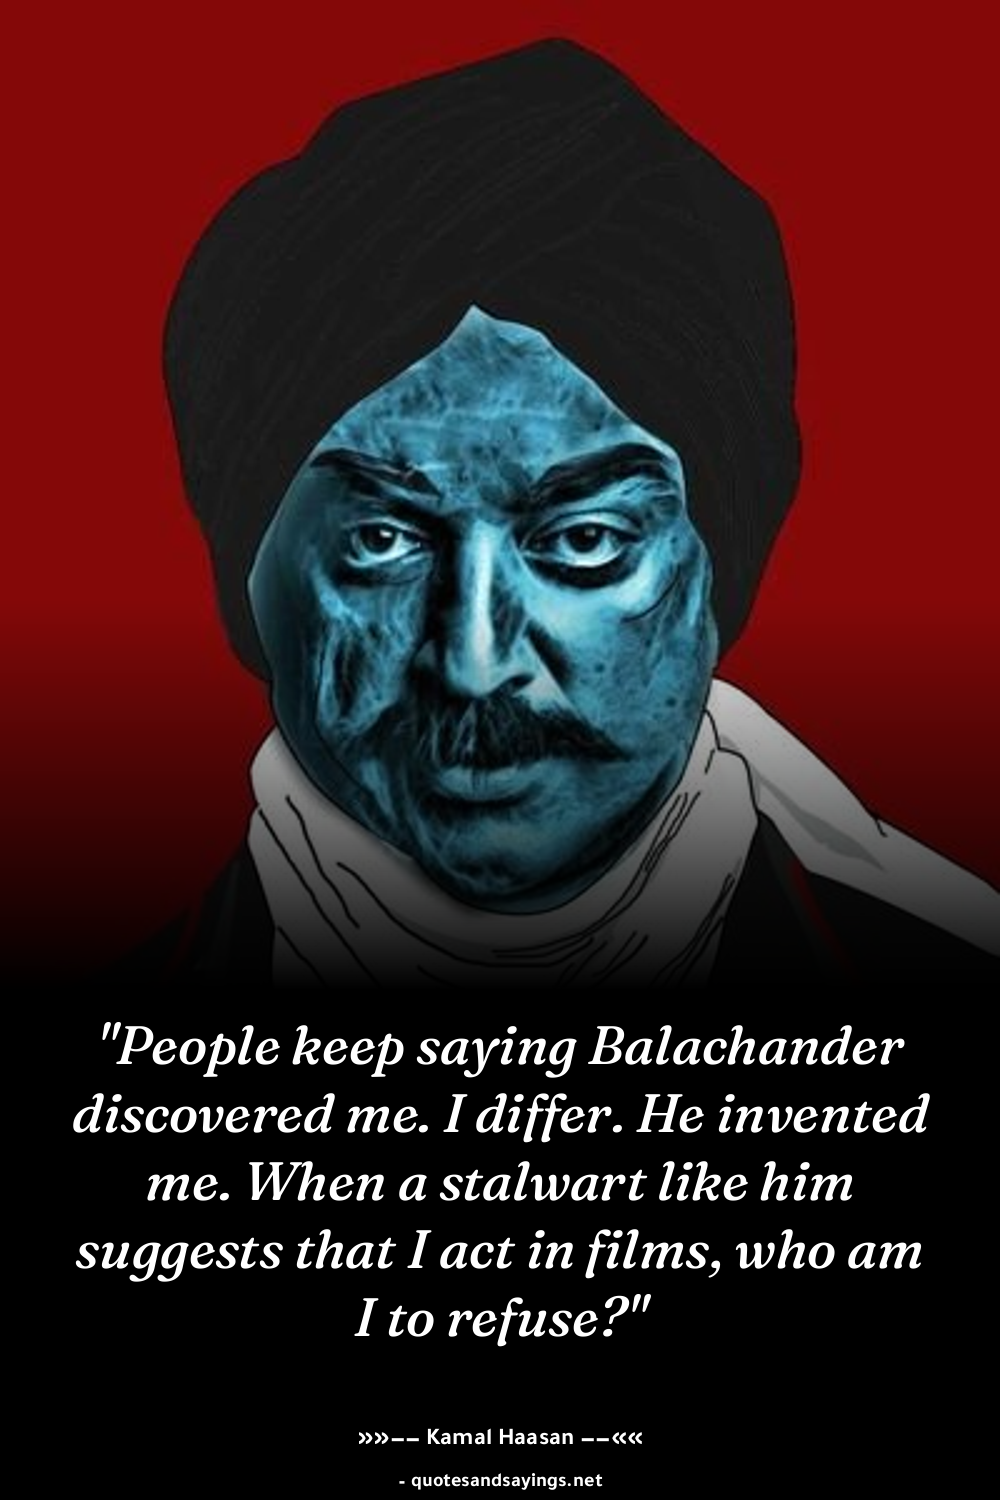 "People keep saying Balachander
discovered me. I differ. He invented
me. When a stalwart like him
suggests that I act in films, who am
I to refuse?"
»»−− Kamal Haasan −−««
- quotesandsayings.net